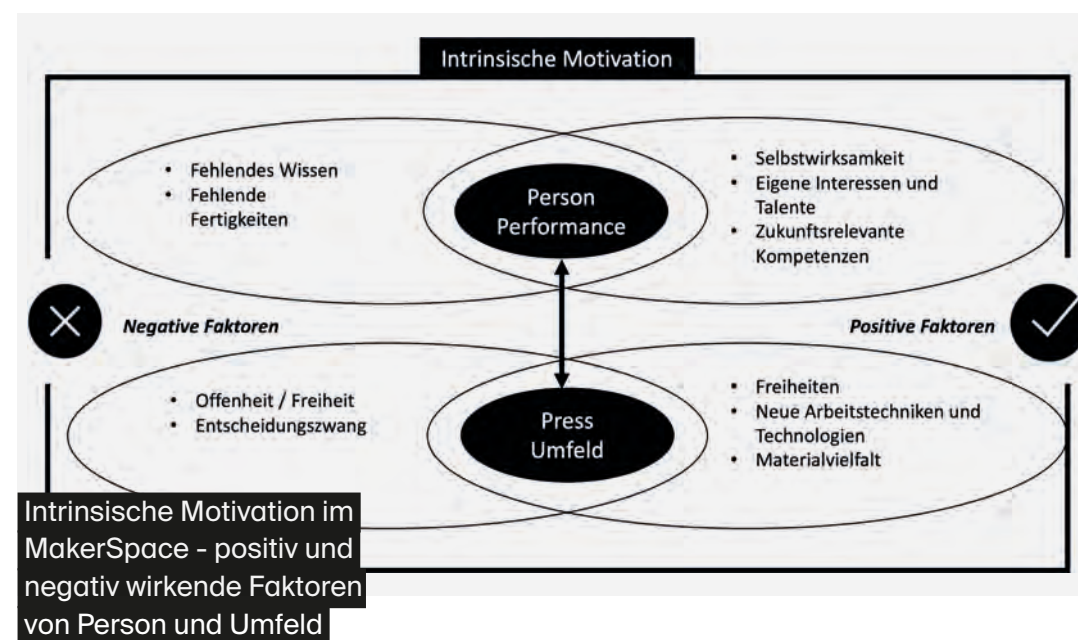 Intrinsische Motivation
• Fehlendes Wissen
• Fehlende
Fertigkeiten
Person
Performance
• Selbstwirksamkeit
• Eigene Interessen und
Talente
• Zukunftsrelevante
Kompetenzen
Negative Faktoren
Positive Faktoren
• Offenheit / Freiheit
• Entscheidungszwang
Press
Umfeld
• Freiheiten
• Neue Arbeitstechniken und
Technologien
• Materialvielfalt
Intrinsische Motivation im
MakerSpace - positiv und
negativ wirkende Faktoren
von Person und Umfeld